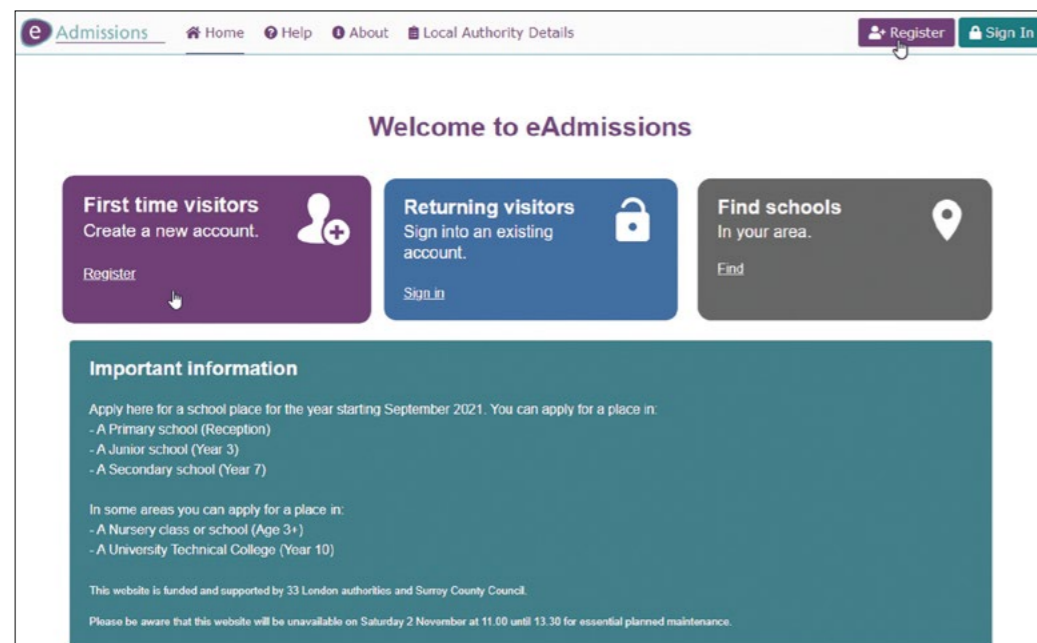 e Admissions Home Help About Local Authority Details Register Sign In
Welcome to eAdmissions
First time visitors
Create a new account.
Register
Returning visitors
Sign into an existing
account.
Sign in
Find schools
In your area.
Find
Important information
Apply here for a school place for the year starting September 2021. You can apply for a place in:
- A Primary school (Reception)
- A Junior school (Year 3)
- A Secondary school (Year 7)
In some areas you can apply for a place in:
- A Nursery class or school (Age 3+)
- A University Technical College (Year 10)
This website is funded and supported by 33 London authorities and Surrey County Council.
Please be aware that this website will be unavailable on Saturday 2 November at 11.00 until 13.30 for essential planned maintenance.